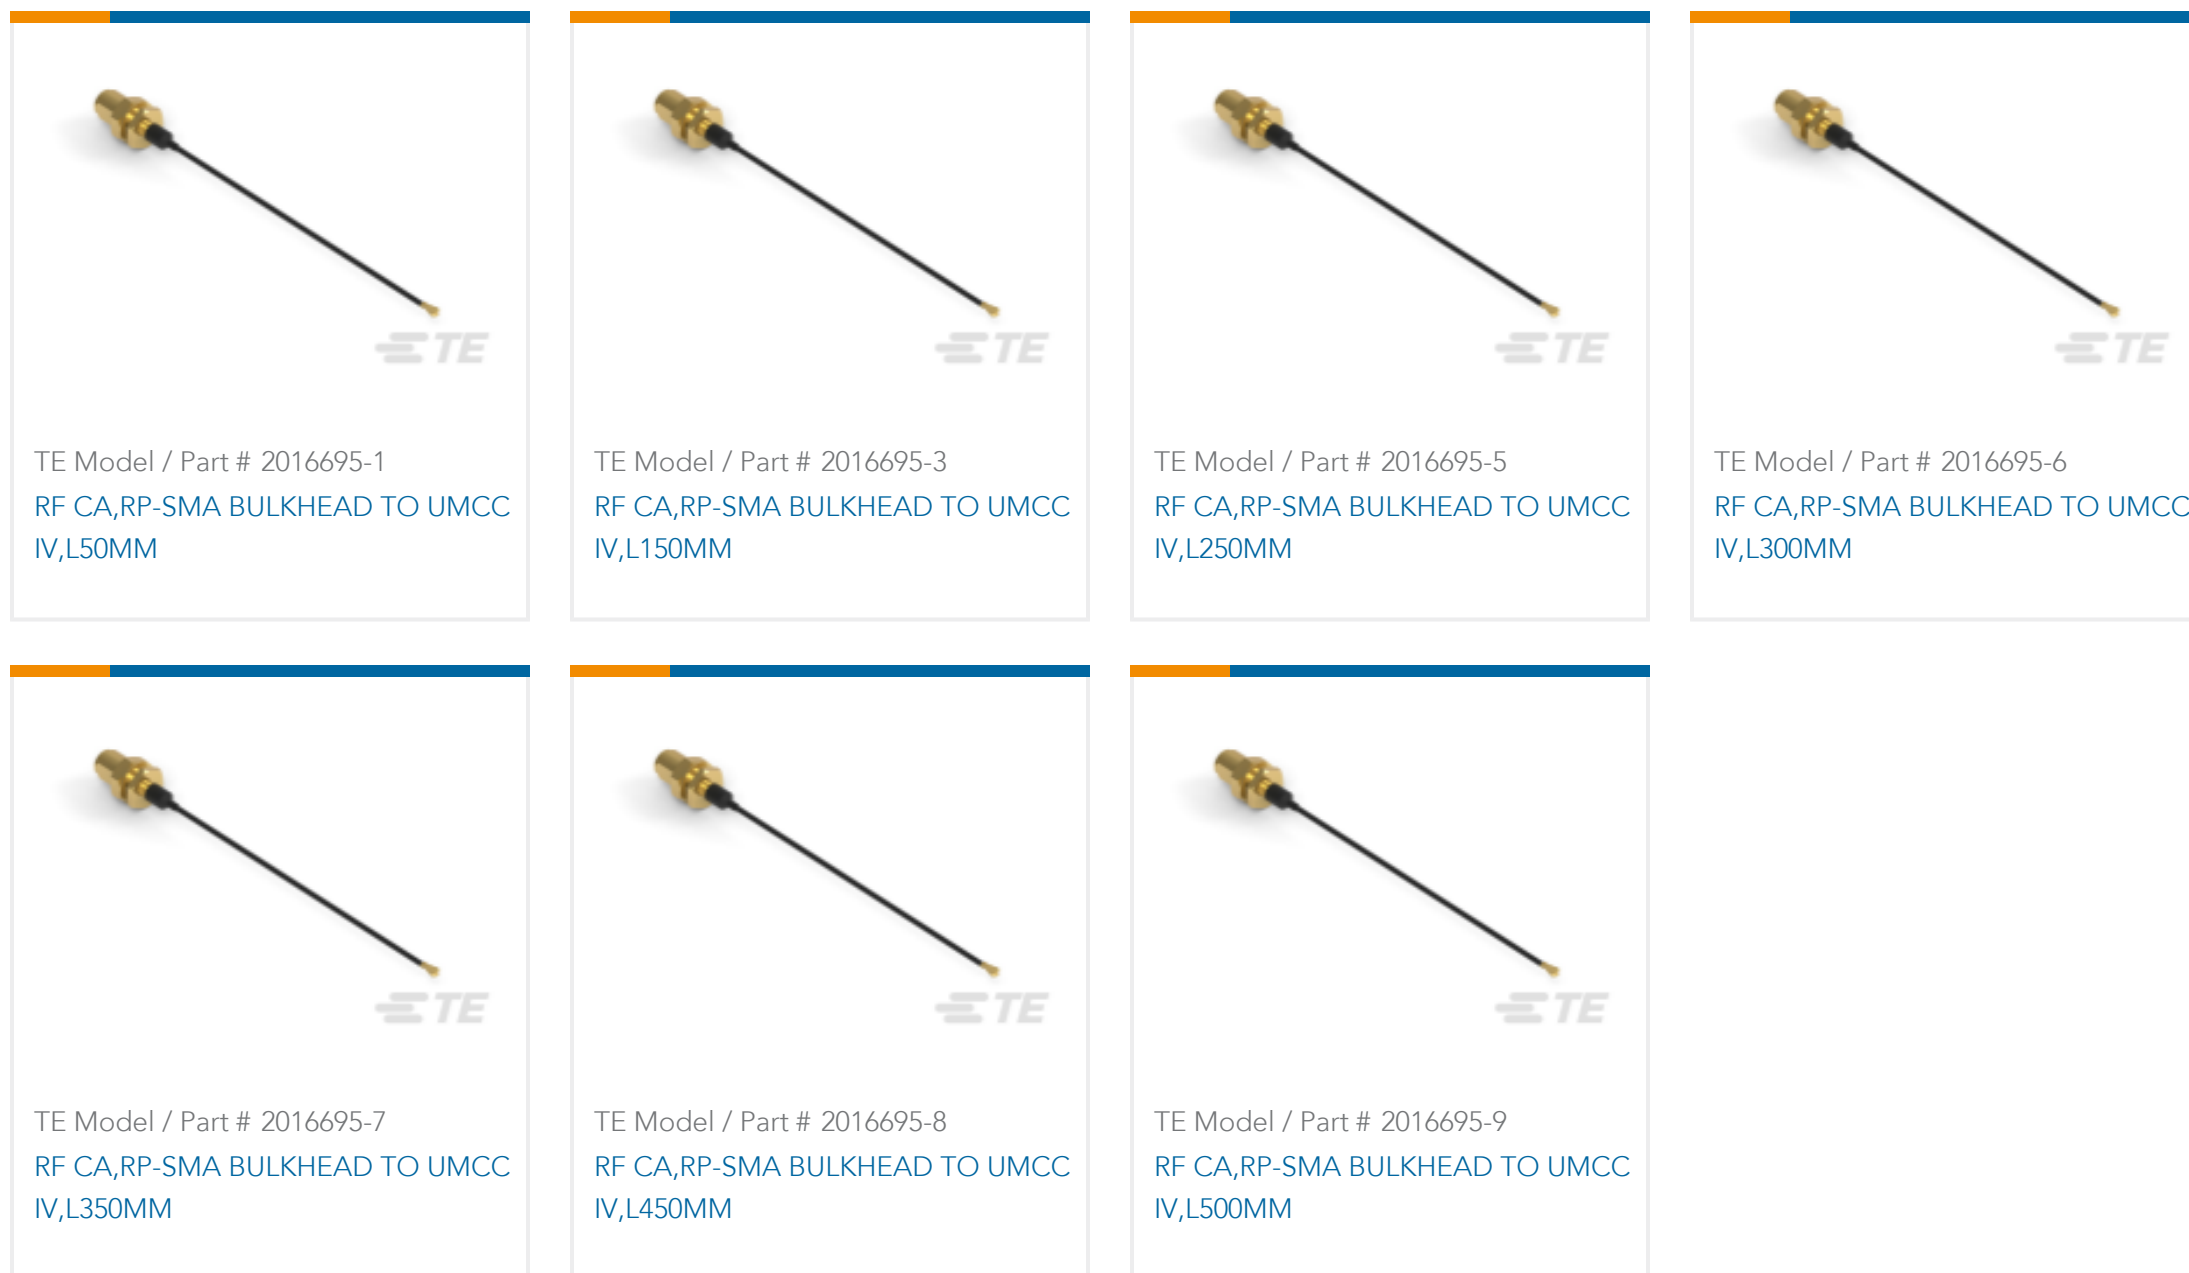 TE
TE
TE
TE
TE Model / Part # 2016695-1
RF CA,RP-SMA BULKHEAD TO UMCC
IV,L50MM
TE Model / Part # 2016695-3
RF CA,RP-SMA BULKHEAD TO UMCC
IV,L150MM
TE Model / Part # 2016695-5
RF CA,RP-SMA BULKHEAD TO UMCC
IV,L250MM
TE Model / Part # 2016695-6
RF CA,RP-SMA BULKHEAD TO UMCC
IV,L300MM
TE
TE
TE
TE Model / Part # 2016695-7
RF CA,RP-SMA BULKHEAD TO UMCC
IV,L350MM
TE Model / Part # 2016695-8
RF CA,RP-SMA BULKHEAD TO UMCC
IV,L450MM
TE Model / Part # 2016695-9
RF CA,RP-SMA BULKHEAD TO UMCC
IV,L500MM